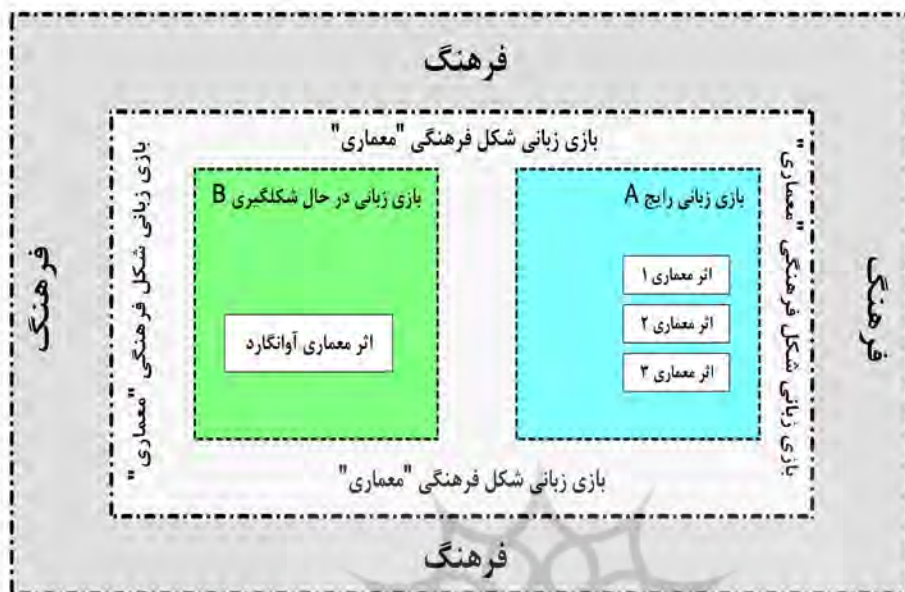 فرهنگ
بازی زبانی شکل فرهنگی "معماری"
بازی زبانی شکل فرهنگی "معماری"
فرهنگ
بازی زبانی رایج A
اثر معماری ۱
اثر معماری ۲
اثر معماری ۳
بازی زبانی در حال شکلگیری B
اثر معماری آوانگارد
بازی زبانی شکل فرهنگی "معماری"
فرهنگ
بازی زبانی شکل فرهنگی "معماری"
فرهنگ